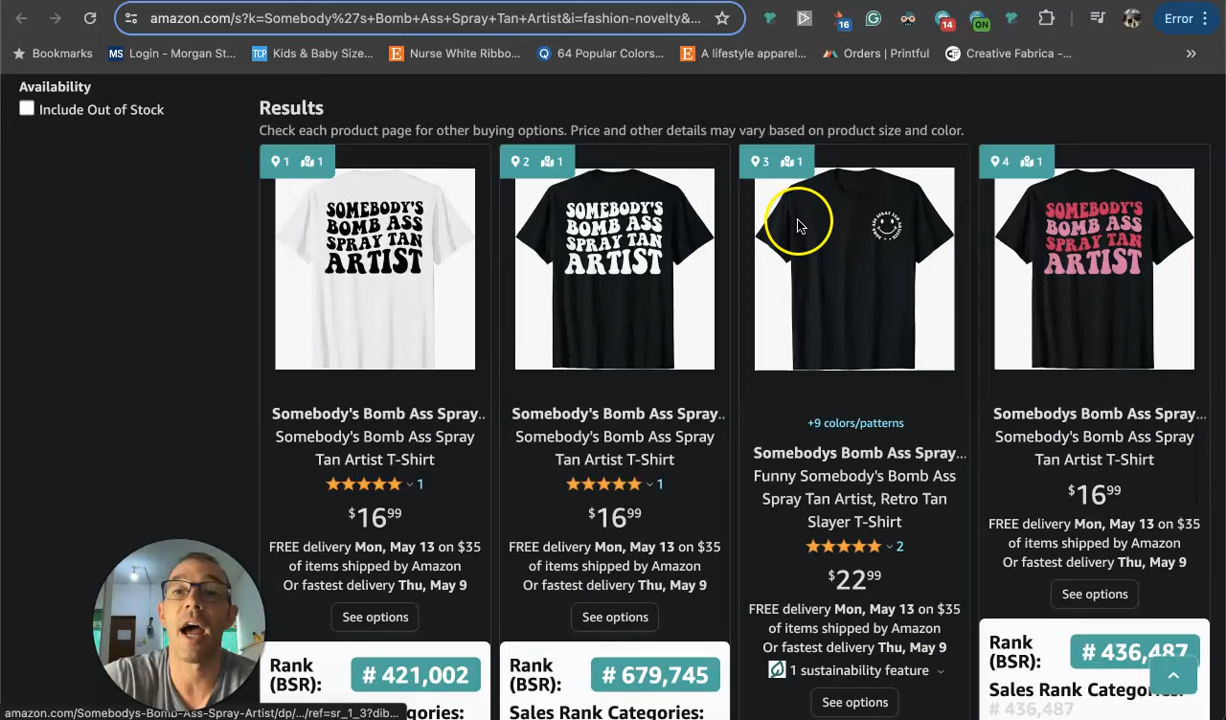 amazon.com/s?k=Somebody%27s+Bomb+Ass+Spray+Tan+Artist&i=fashion-novelty&...
16
14
ON
Error
Bookmarks
MS Login - Morgan St...
TCP Kids & Baby Size...
E Nurse White Ribbo...
Q 64 Popular Colors...
E A lifestyle apparel...
Orders | Printful
CF Creative Fabrica -...
»
Availability
Include Out of Stock
Results
Check each product page for other buying options. Price and other details may vary based on product size and color.
1 1
SOMEBODY'S
BOMB ASS
SPRAY TAN
ARTIST
Somebody's Bomb Ass Spray..
Somebody's Bomb Ass Spray
Tan Artist T-Shirt
1
$16.99
FREE delivery Mon, May 13 on $35
of items shipped by Amazon
Or fastest delivery Thu, May 9
See options
Rank
(BSR):
# 421,002
2 1
SOMEBODY'S
BOMB ASS
SPRAY TAN
ARTIST
Somebody's Bomb Ass Spray..
Somebody's Bomb Ass Spray
Tan Artist T-Shirt
1
$16.99
FREE delivery Mon, May 13 on $35
of items shipped by Amazon
Or fastest delivery Thu, May 9
See options
Rank
(BSR):
# 679,745
Sales Rank Categories:
3 1
+9 colors/patterns
Somebodys Bomb Ass Spray...
Funny Somebody's Bomb Ass
Spray Tan Artist, Retro Tan
Slayer T-Shirt
2
$22.99
FREE delivery Mon, May 13 on $35
of items shipped by Amazon
Or fastest delivery Thu, May 9
1 sustainability feature
See options
4 1
SOMEBODY'S
BOMB ASS
SPRAY TAN
ARTIST
Somebodys Bomb Ass Spray...
Somebody's Bomb Ass Spray
Tan Artist T-Shirt
$16.99
FREE delivery Mon, May 13 on $35
of items shipped by Amazon
Or fastest delivery Thu, May 9
See options
Rank
(BSR):
# 436,487
Sales Rank Categories:
# 436,487
amazon.com/Somebodys-Bomb-Ass-Spray-Artist/dp/.../ref=sr_1_3?dib...